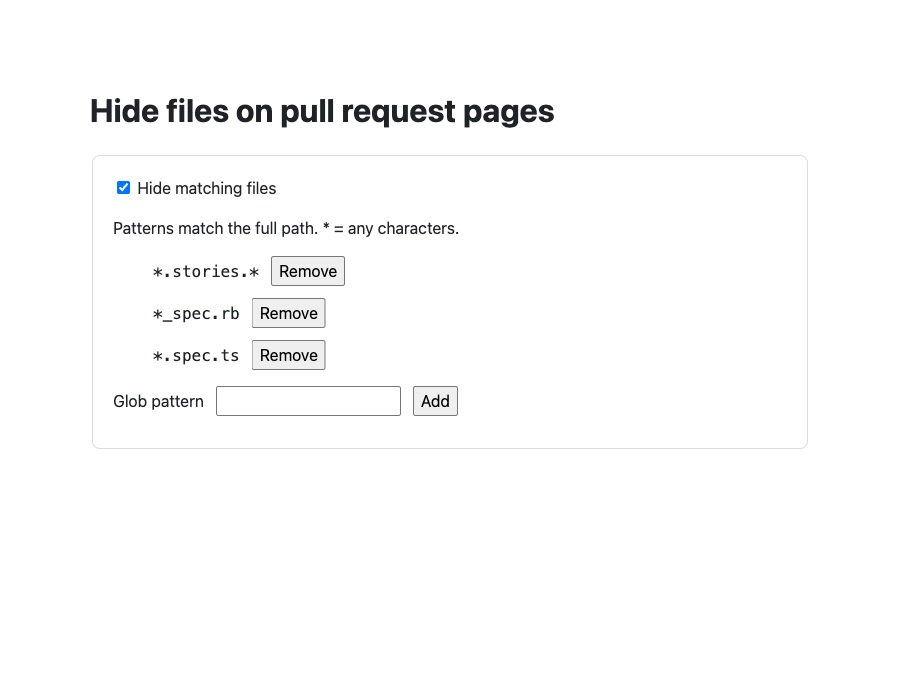 Hide files on pull request pages
Hide matching files
Patterns match the full path. * = any characters.
*.stories.* Remove
*_spec.rb Remove
*.spec.ts Remove
Glob pattern Add